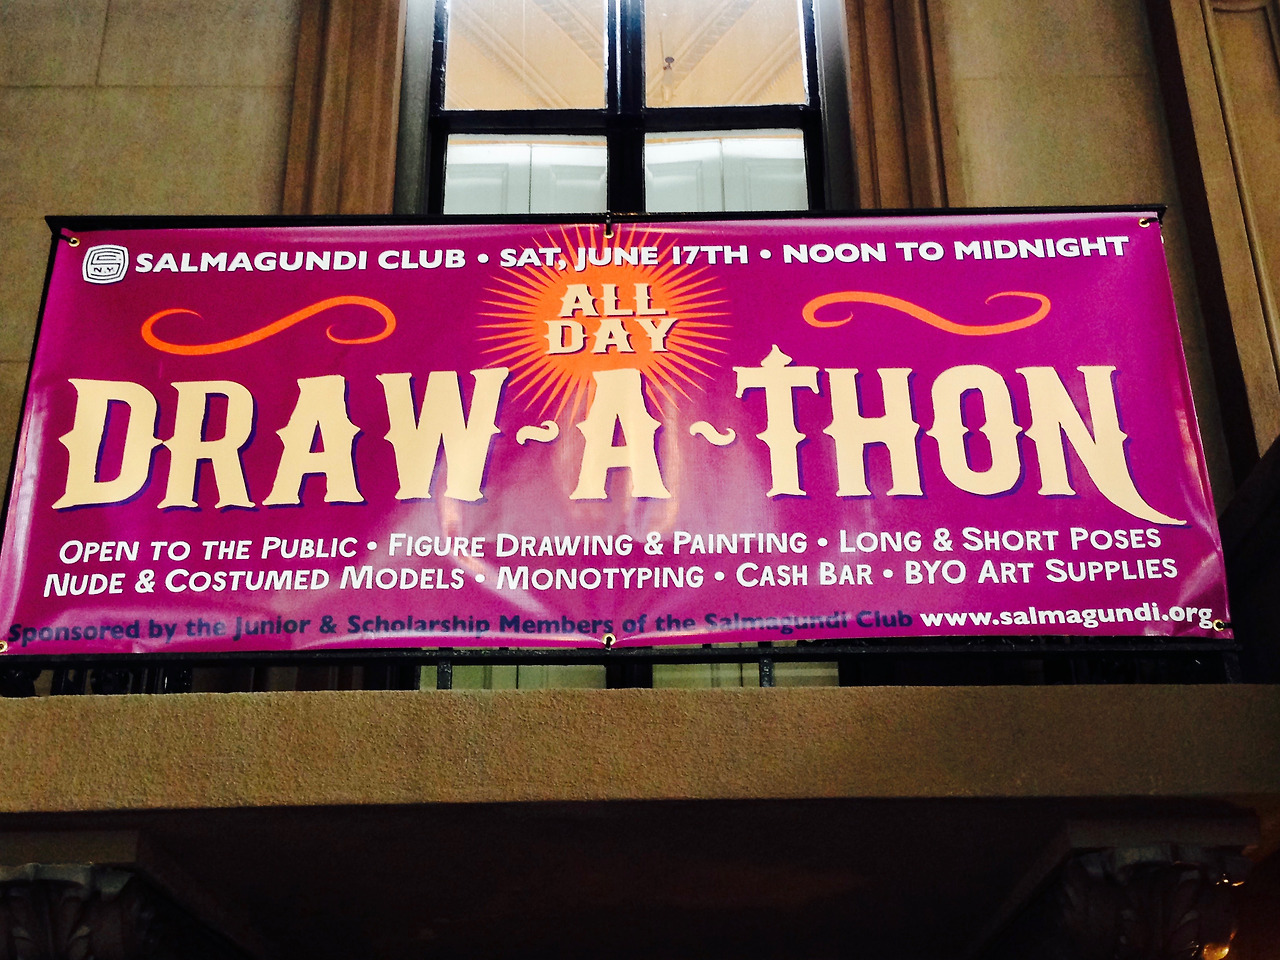 SALMAGUNDI CLUB • SAT, JUNE 17TH • NOON TO MIDNIGHT
N.Y.
ALL
DAY
DRAW~A~THON
OPEN TO THE PUBLIC • FIGURE DRAWING & PAINTING • LONG & SHORT POSES
NUDE & COSTUMED MODELS • MONOTYPING • CASH BAR • BYO ART SUPPLIES
Sponsored by the Junior & Scholarship Members of the Salmagundi Club www.salmagundi.org